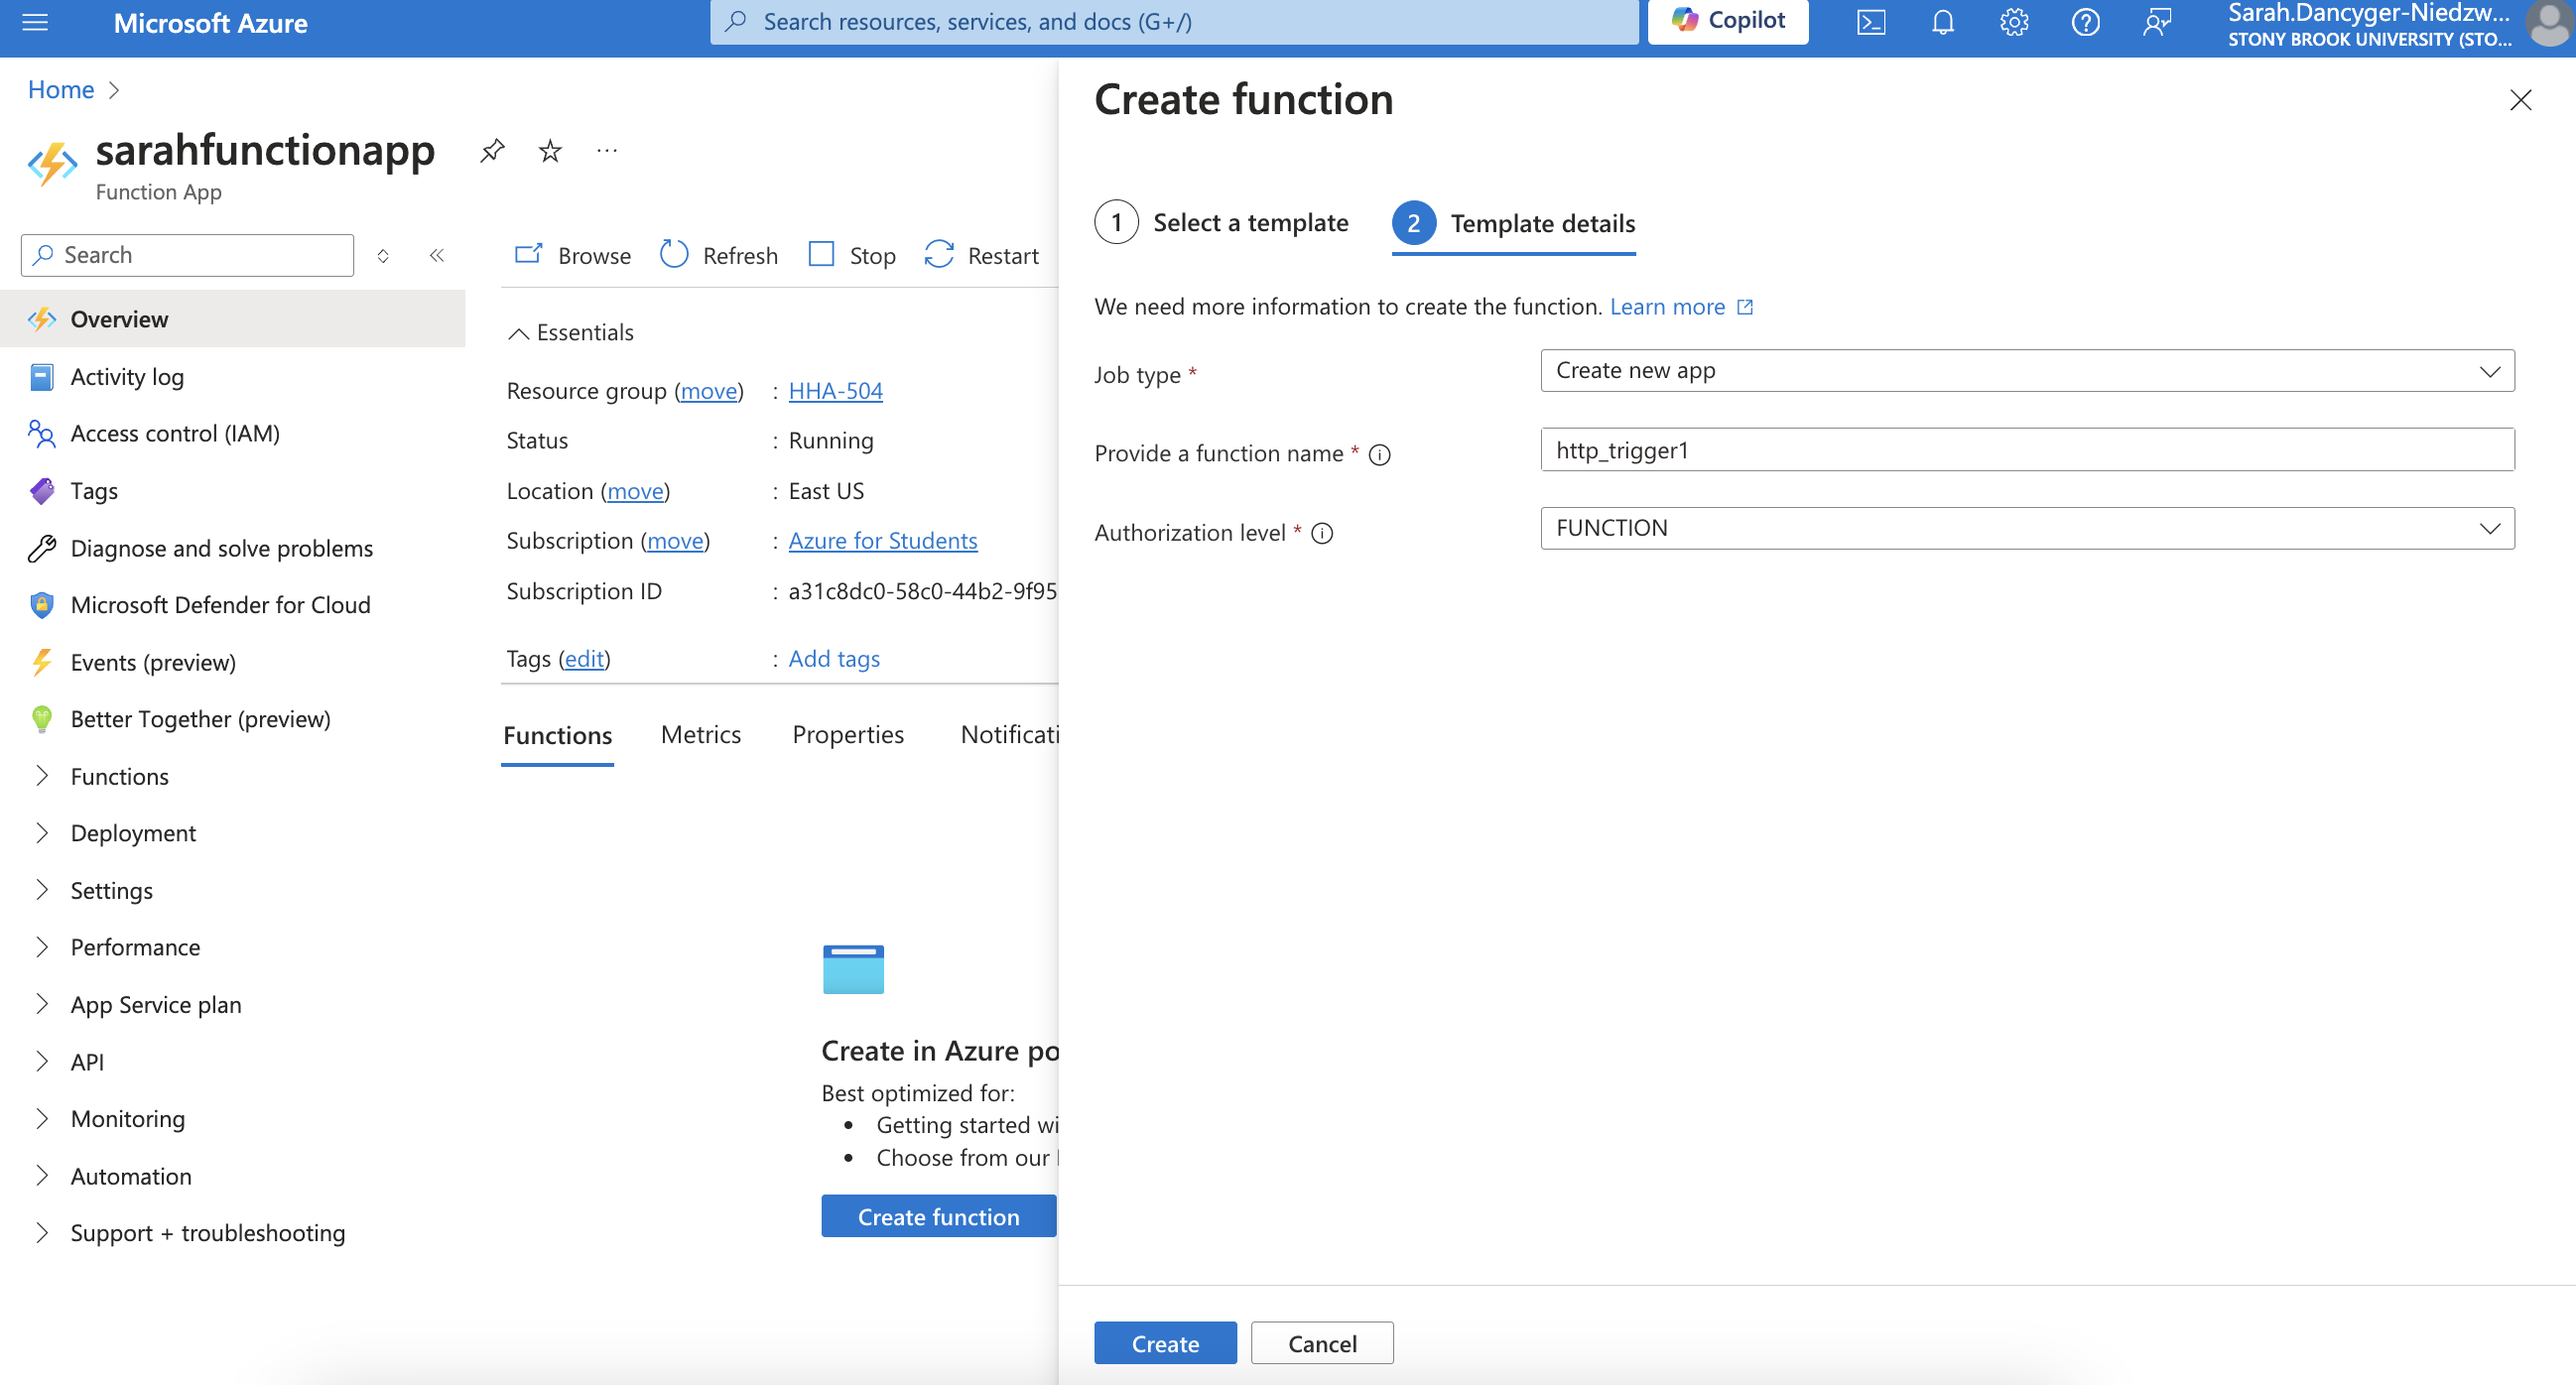 Microsoft Azure
Search resources, services, and docs (G+/)
Copilot
Sarah.Dancyger-Niedzw...
STONY BROOK UNIVERSITY (STO...
Home
sarahfunctionapp
Function App
Search
Overview
Activity log
Access control (IAM)
Tags
Diagnose and solve problems
Microsoft Defender for Cloud
Events (preview)
Better Together (preview)
Functions
Deployment
Settings
Performance
App Service plan
API
Monitoring
Automation
Support + troubleshooting
Browse
Refresh
Stop
Restart
Essentials
Resource group (move) : HHA-504
Status : Running
Location (move) : East US
Subscription (move) : Azure for Students
Subscription ID : a31c8dc0-58c0-44b2-9f95
Tags (edit) : Add tags
Functions
Metrics
Properties
Notificati
Create in Azure po
Best optimized for:
• Getting started wi
• Choose from our
Create function
Create function
1 Select a template
2 Template details
We need more information to create the function. Learn more
Job type *
Create new app
Provide a function name *
http_trigger1
Authorization level *
FUNCTION
Create
Cancel